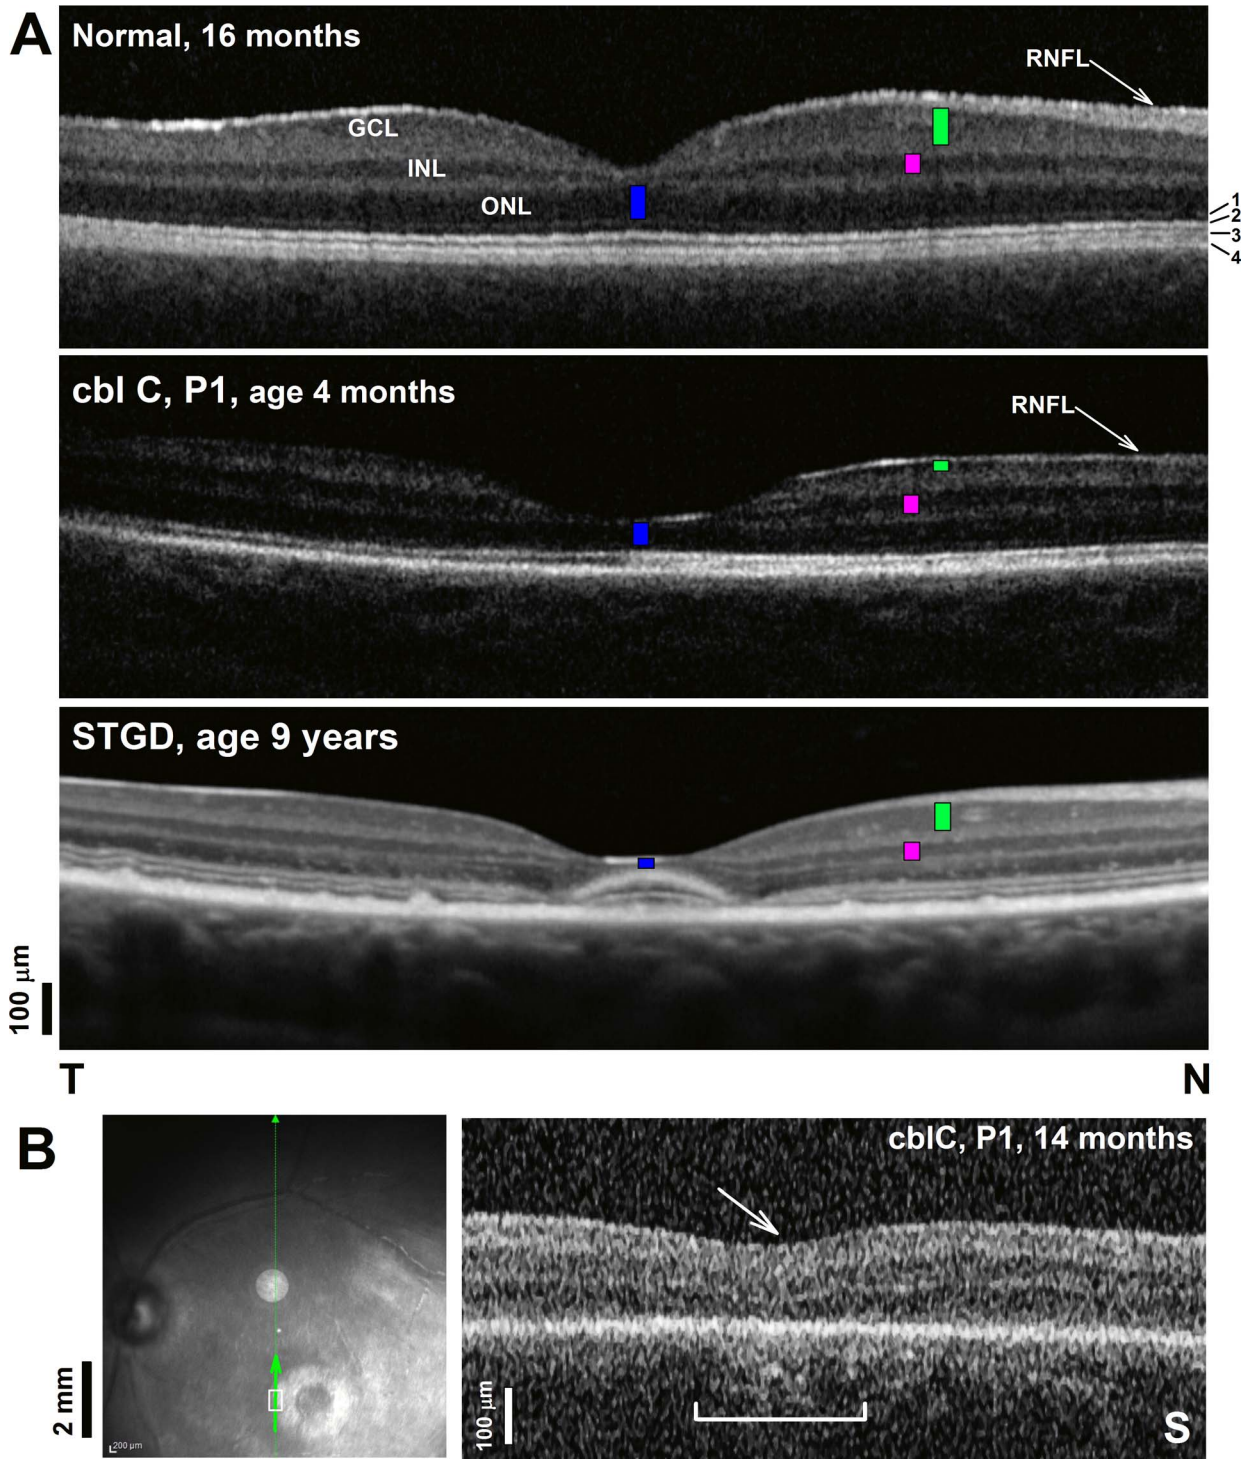 A
Normal, 16 months
RNFL
GCL
INL
ONL
1
2
3
4
cbl C, P1, age 4 months
RNFL
STGD, age 9 years
100 μm
T
N
B
cblC, P1, 14 months
2 mm
200 μm
100 μm
S